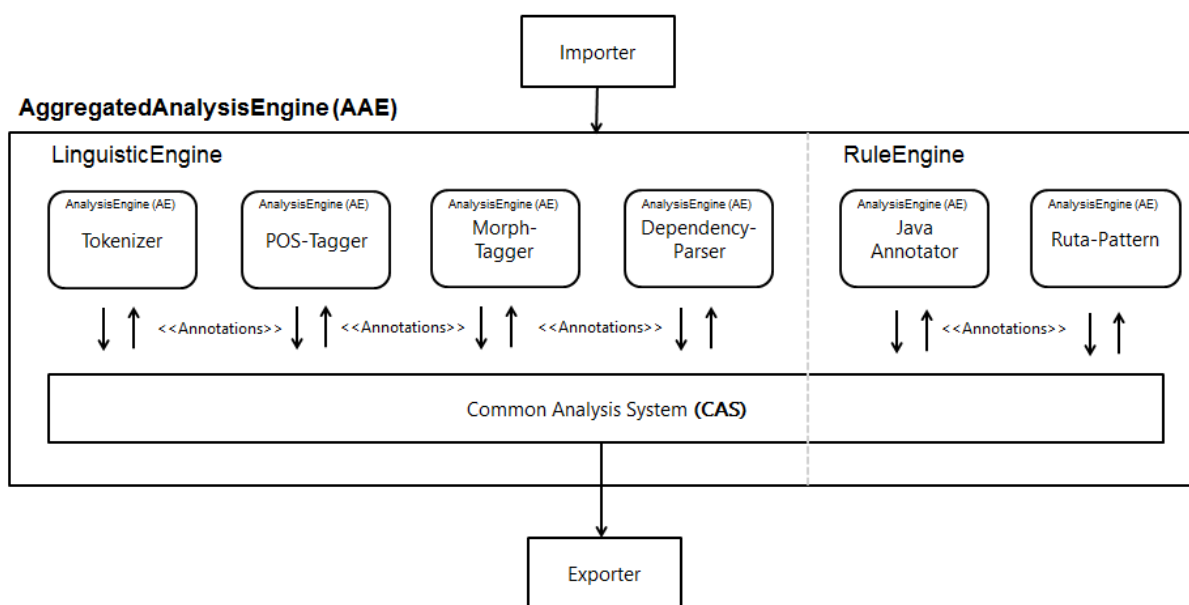 Importer
AggregatedAnalysisEngine (AAE)
LinguisticEngine
RuleEngine
AnalysisEngine (AE)
Tokenizer
AnalysisEngine (AE)
POS-Tagger
AnalysisEngine (AE)
Morph-
Tagger
AnalysisEngine (AE)
Dependency-
Parser
AnalysisEngine (AE)
Java
Annotator
AnalysisEngine (AE)
Ruta-Pattern
<<Annotations>>
<<Annotations>>
<<Annotations>>
<<Annotations>>
Common Analysis System (CAS)
Exporter